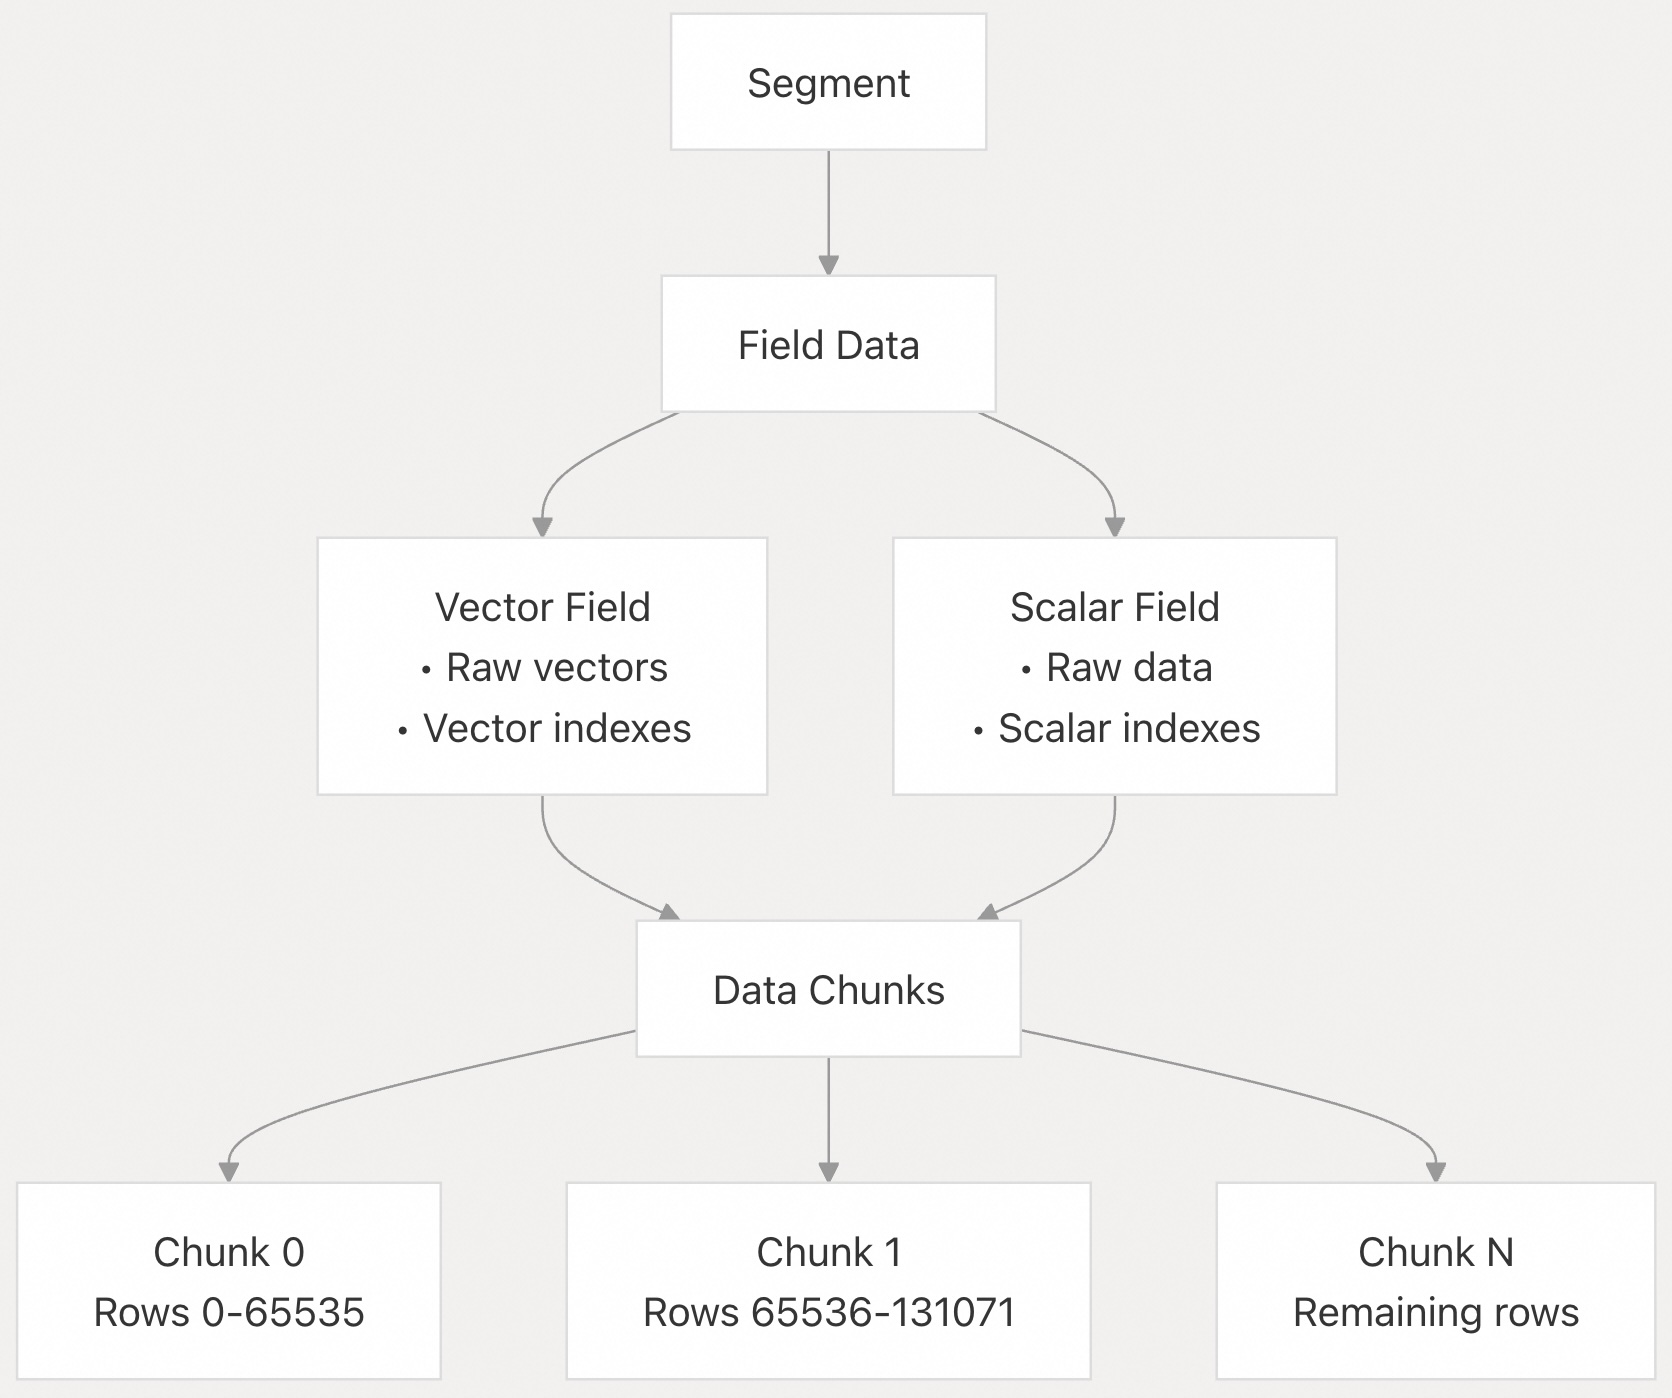 Segment
Field Data
Vector Field
• Raw vectors
• Vector indexes
Scalar Field
• Raw data
• Scalar indexes
Data Chunks
Chunk 0
Rows 0-65535
Chunk 1
Rows 65536-131071
Chunk N
Remaining rows